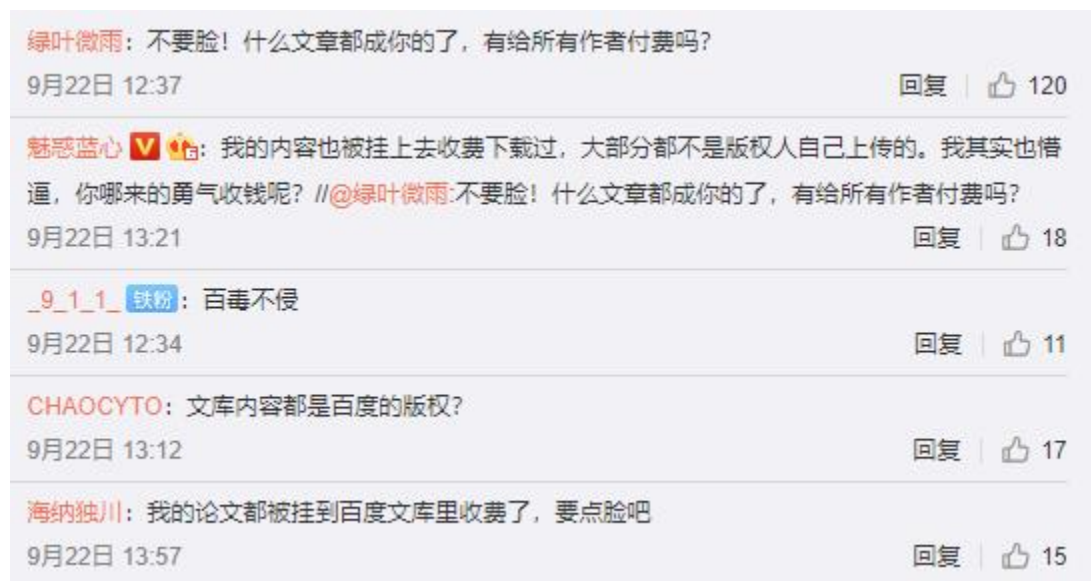 绿叶微雨：不要脸！什么文章都成你的了，有给所有作者付费吗？
9月22日 12:37 回复 120
魅惑蓝心 V ：我的内容也被挂上去收费下载过，大部分都不是版权人自己上传的。我其实也懵
逼，你哪来的勇气收钱呢？//@绿叶微雨:不要脸！什么文章都成你的了，有给所有作者付费吗？
9月22日 13:21 回复 18
_9_1_1_ 铁粉：百毒不侵
9月22日 12:34 回复 11
CHAOCYTO：文库内容都是百度的版权？
9月22日 13:12 回复 17
海纳独川：我的论文都被挂到百度文库里收费了，要点脸吧
9月22日 13:57 回复 15